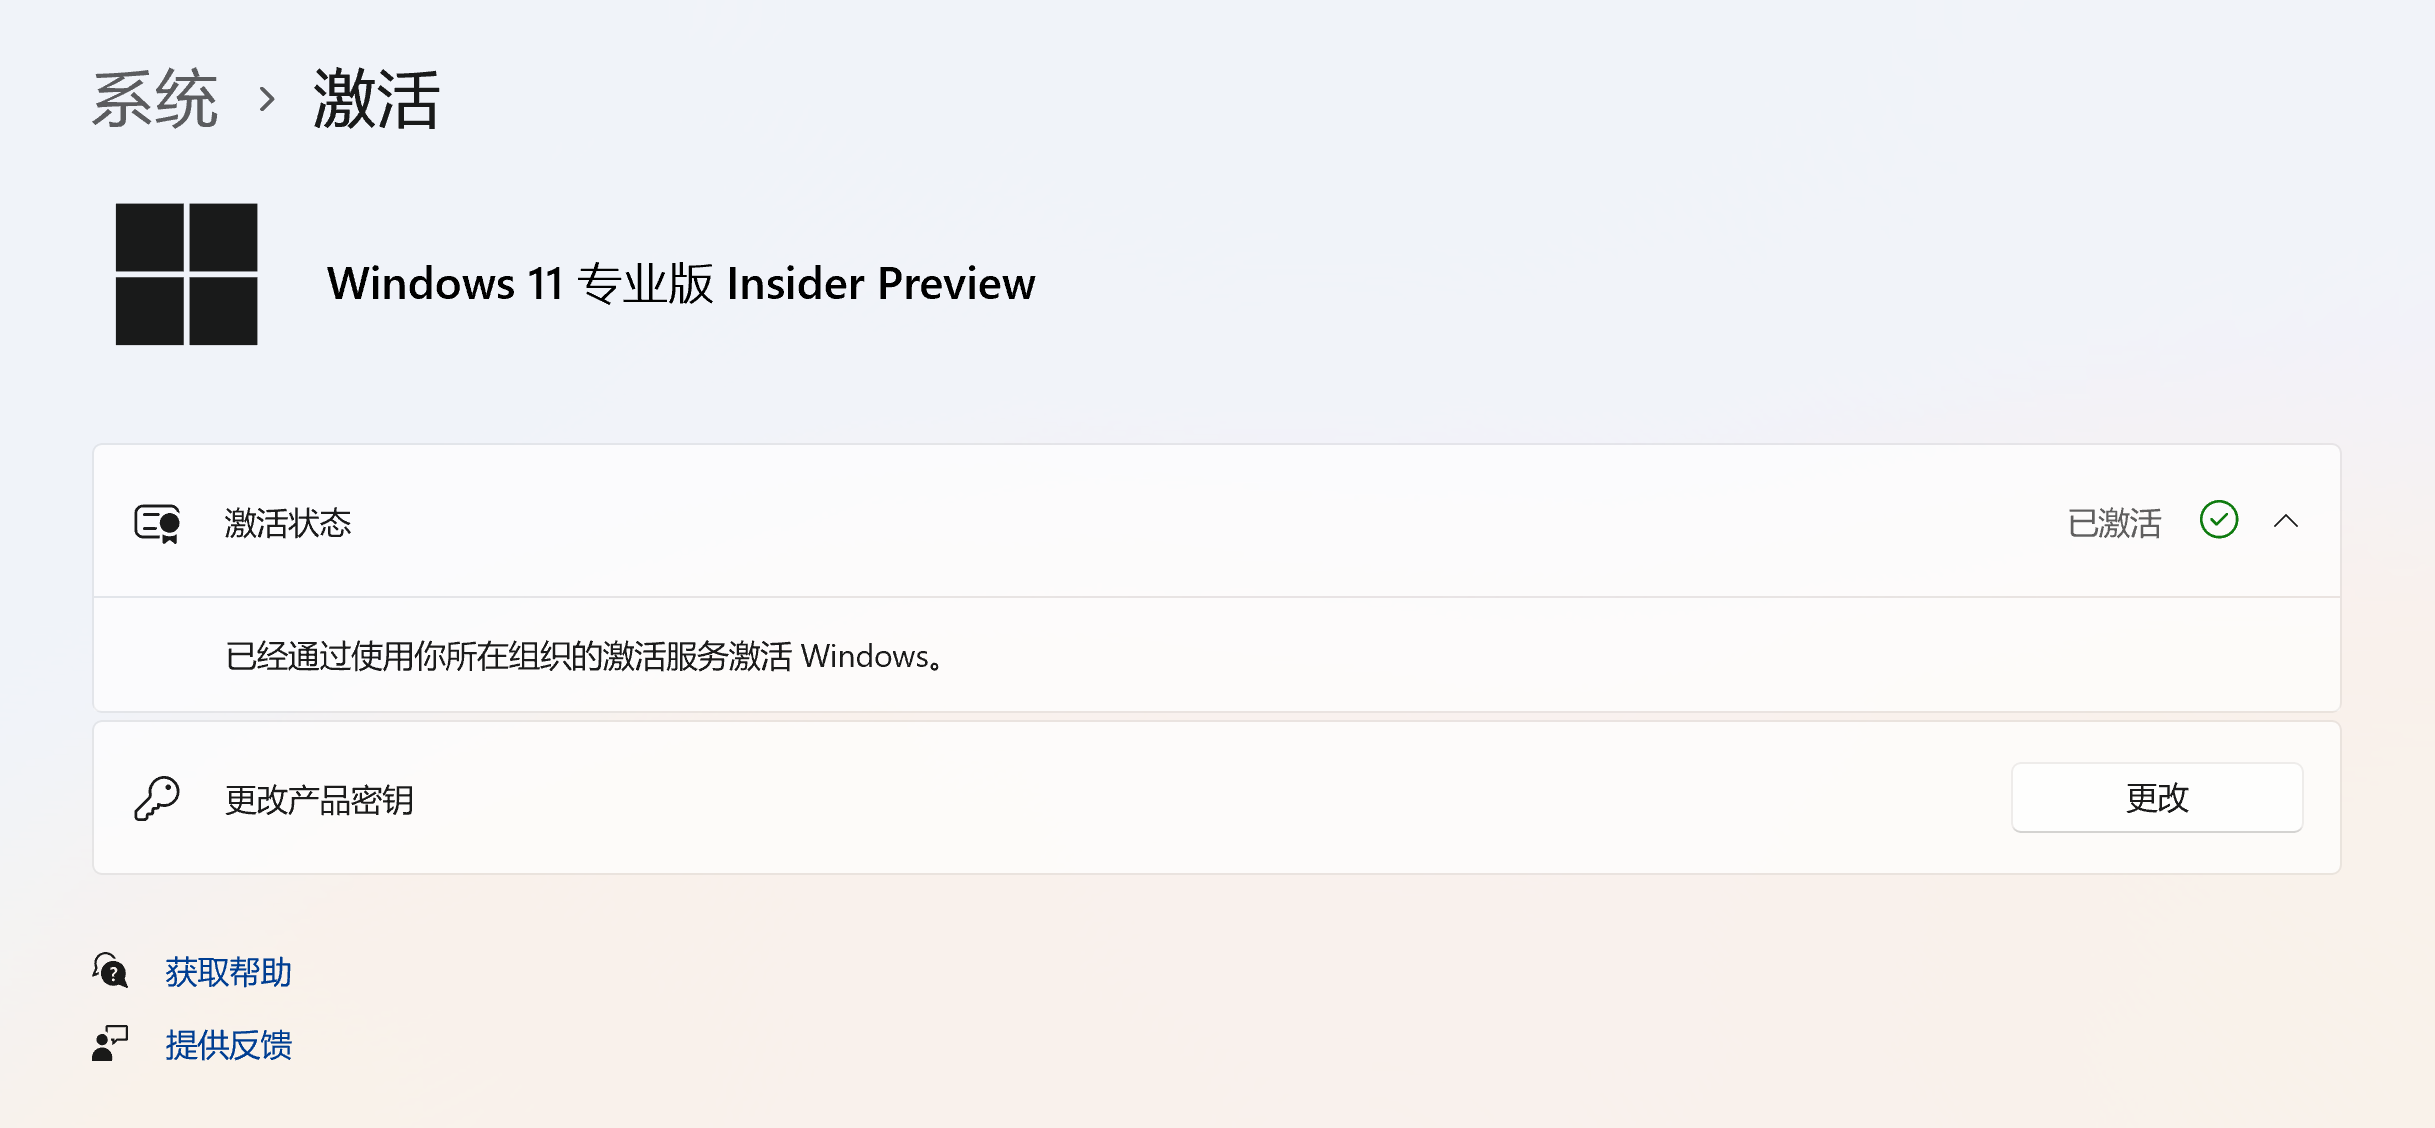 系统 › 激活
Windows 11 专业版 Insider Preview
激活状态 已激活
已经通过使用你所在组织的激活服务激活 Windows。
更改产品密钥 更改
获取帮助
提供反馈